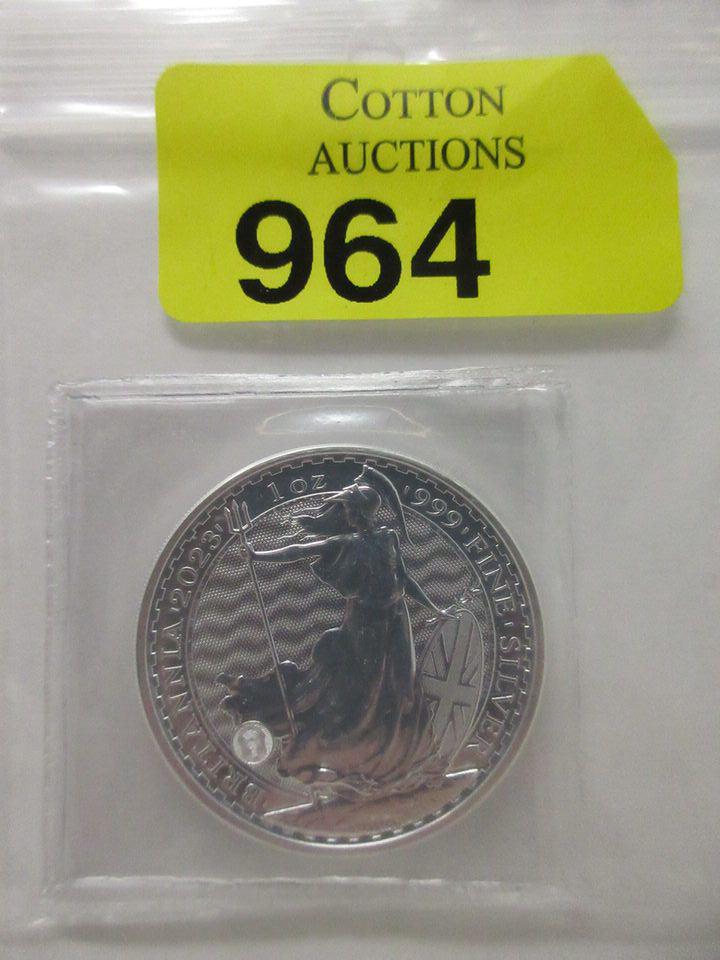 COTTON
AUCTIONS
964
BRITANNIA 2023 1 OZ 999 FINE SILVER